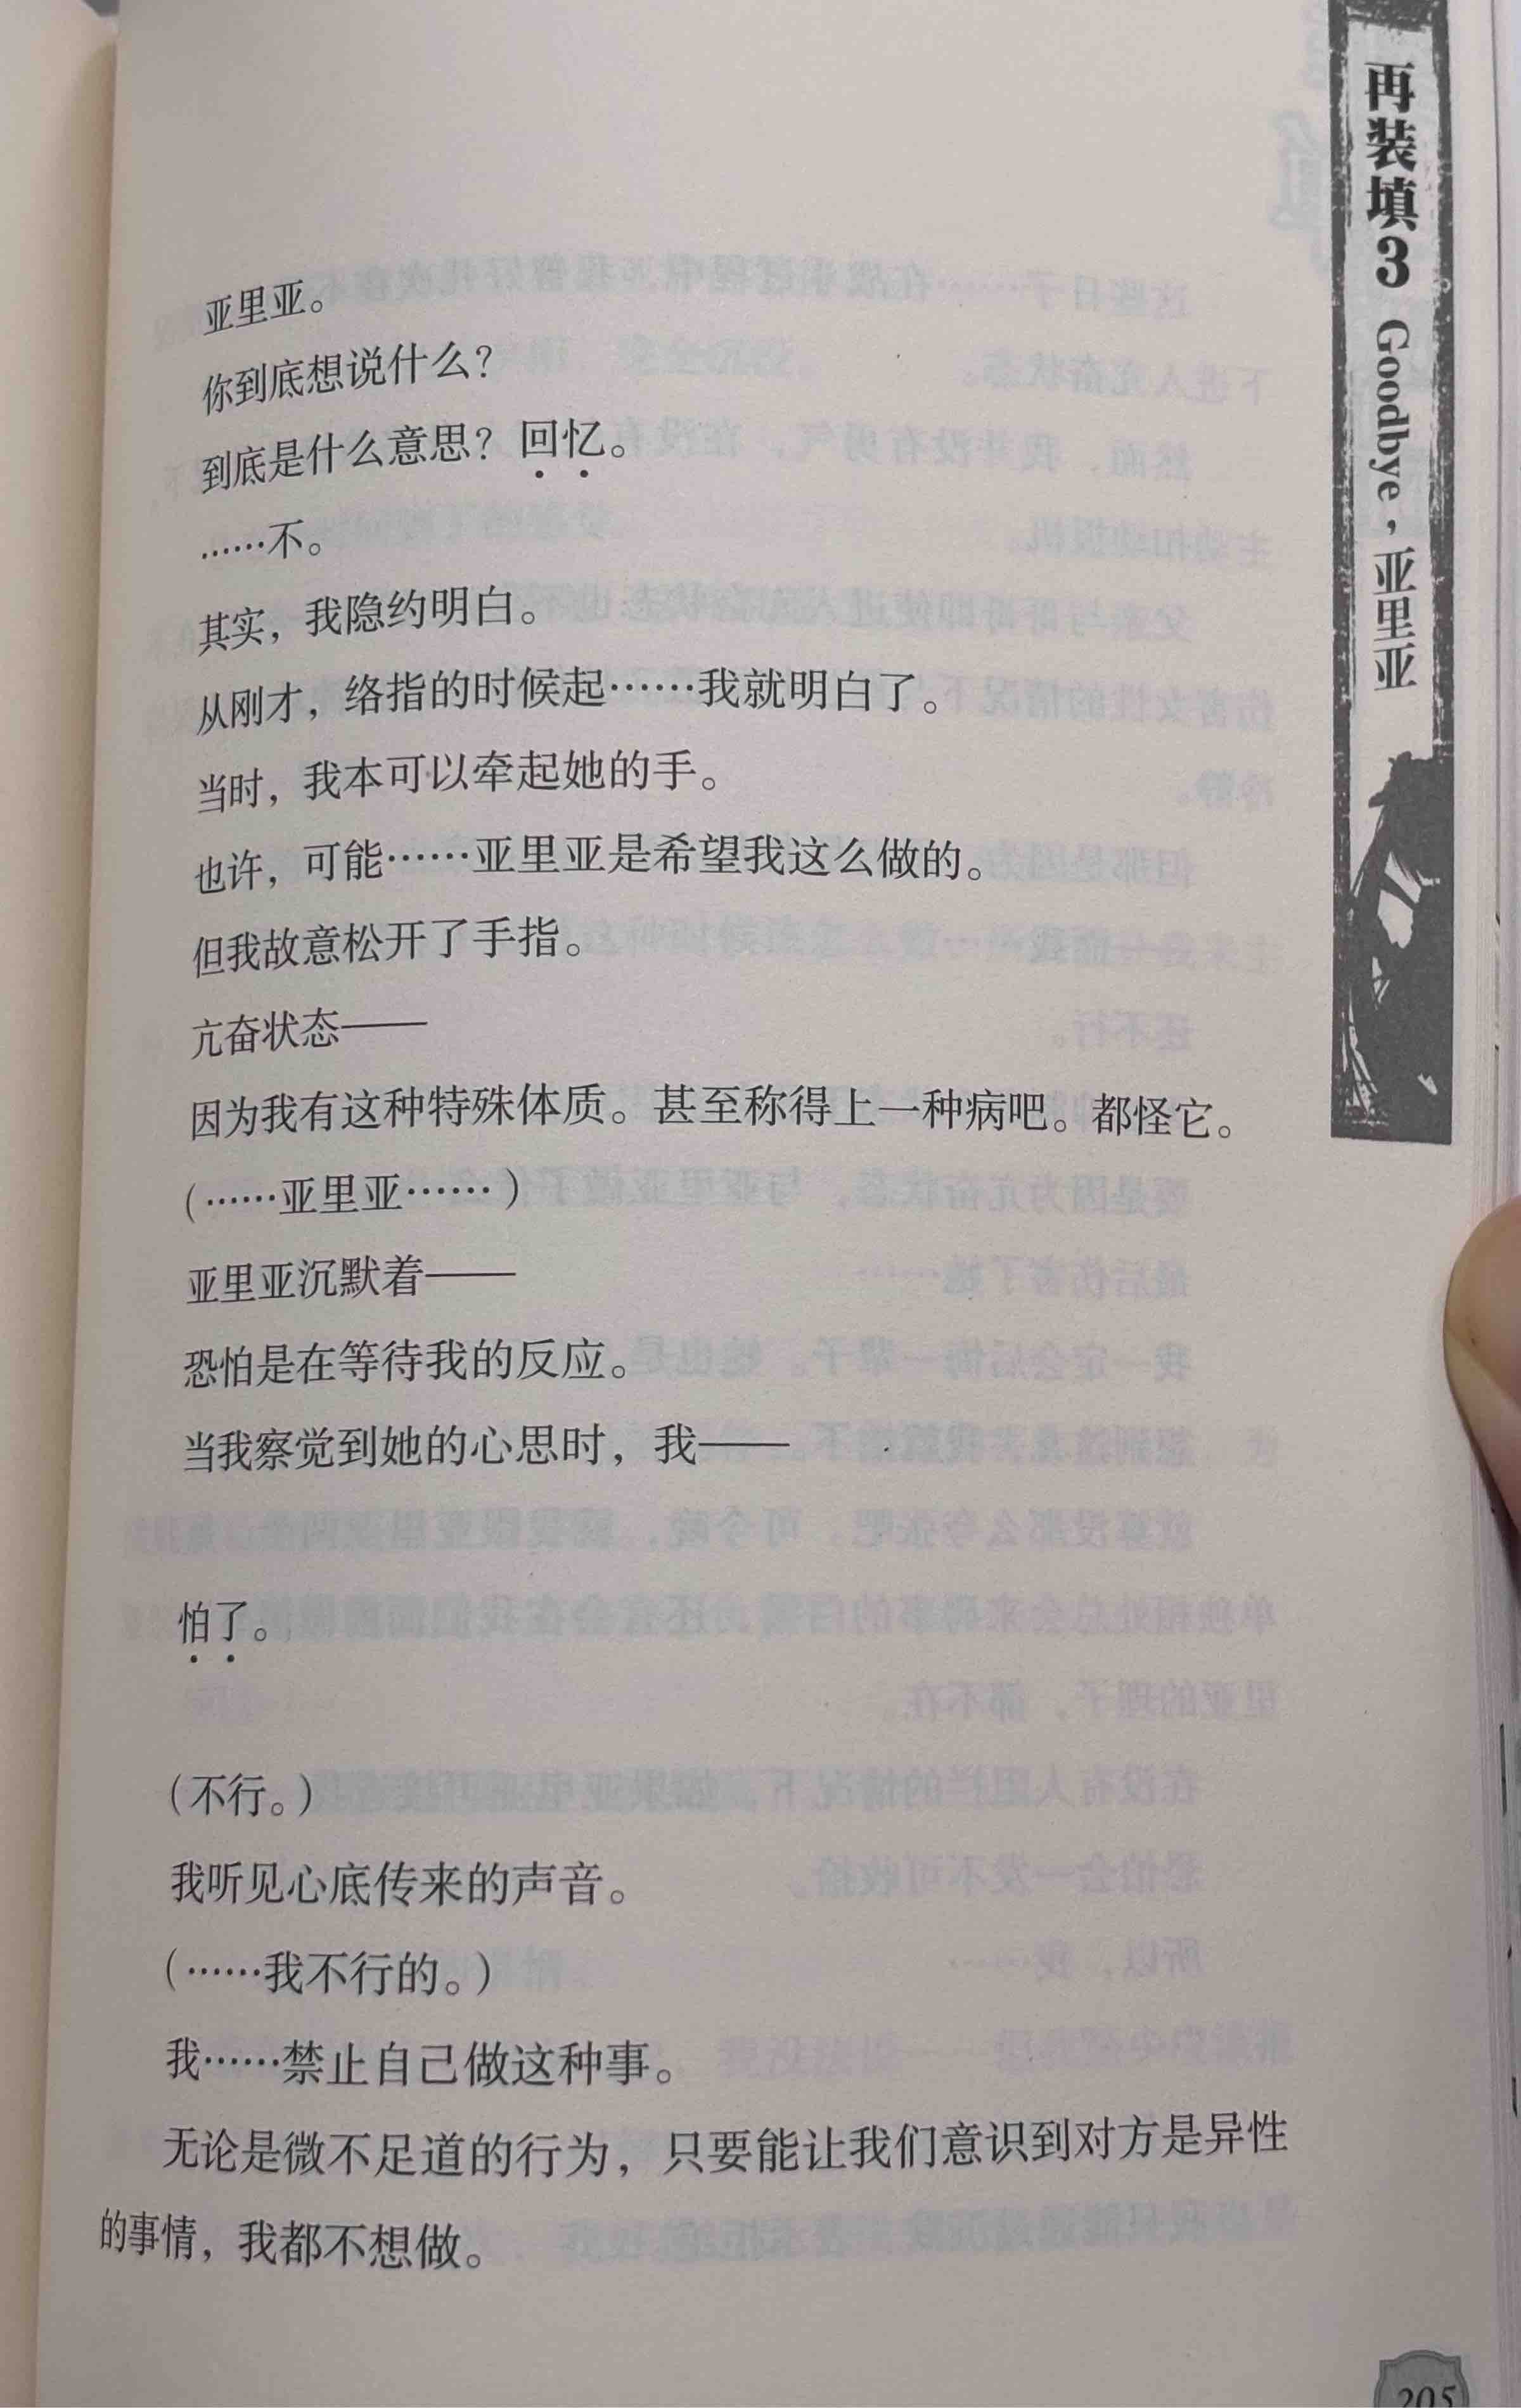 亚里亚。
你到底想说什么？
到底是什么意思？回忆。
……不。
其实，我隐约明白。
从刚才，络指的时候起……我就明白了。
当时，我本可以牵起她的手。
也许，可能……亚里亚是希望我这么做的。
但我故意松开了手指。
亢奋状态——
因为我有这种特殊体质。甚至称得上一种病吧。都怪它。
（……亚里亚……）
亚里亚沉默着——
恐怕是在等待我的反应。
当我察觉到她的心思时，我——
怕了。
（不行。）
我听见心底传来的声音。
（……我不行的。）
我……禁止自己做这种事。
无论是微不足道的行为，只要能让我们意识到对方是异性
的事情，我都不想做。
再装填3 Goodbye，亚里亚
205